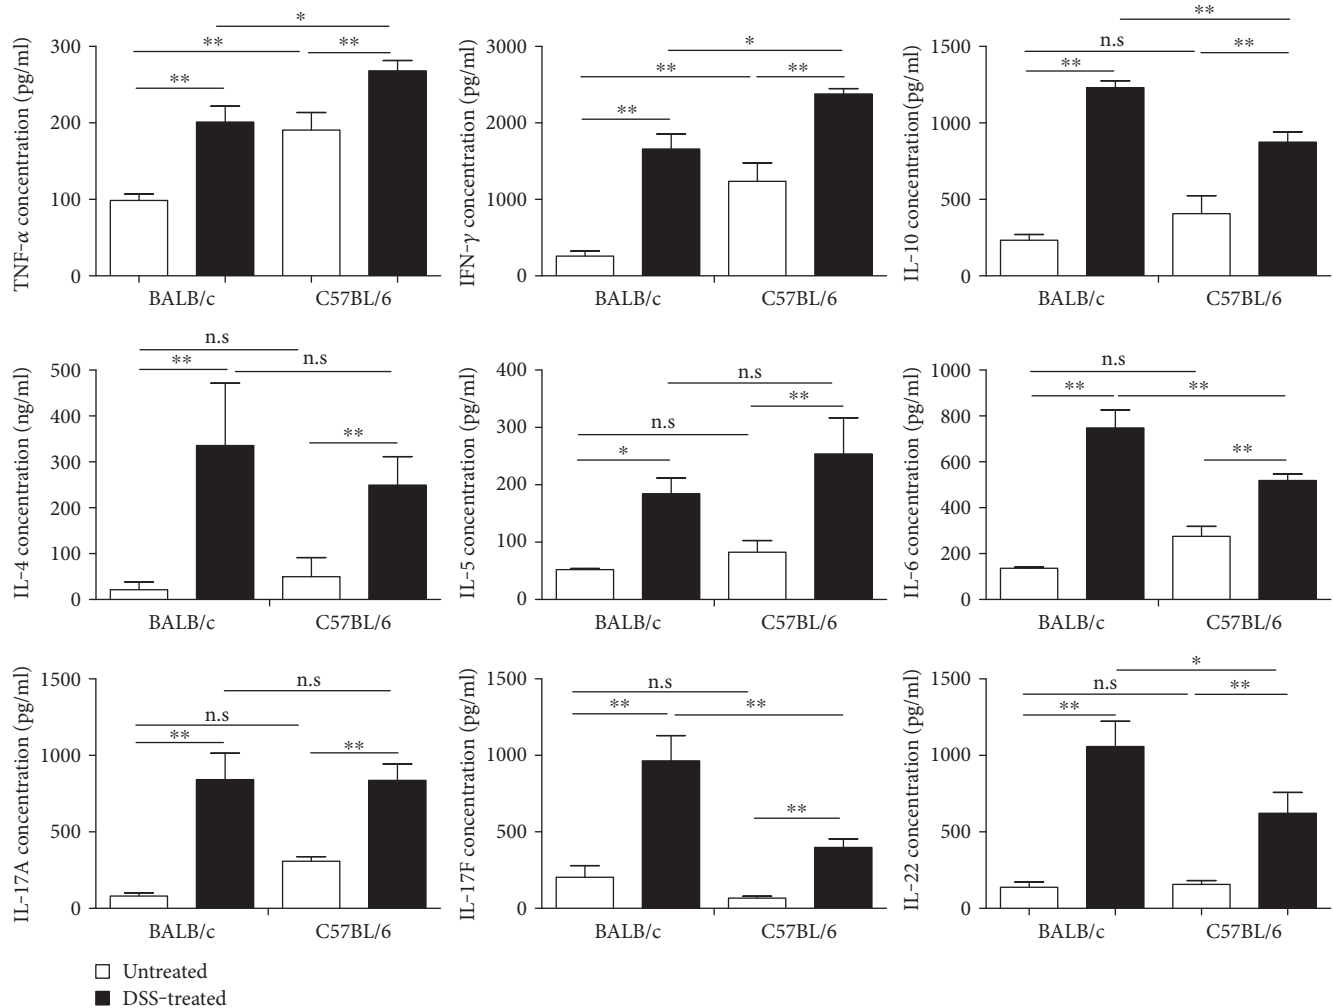 TNF-α concentration (pg/ml)
300
200
100
0
**
**
*
**
BALB/c
C57BL/6
IFN-γ concentration (pg/ml)
3000
2000
1000
0
**
**
*
**
BALB/c
C57BL/6
IL-10 concentration(pg/ml)
1500
1000
500
0
n.s
**
**
**
BALB/c
C57BL/6
IL-4 concentration (ng/ml)
500
400
300
200
100
0
n.s
**
n.s
**
BALB/c
C57BL/6
IL-5 concentration (pg/ml)
400
300
200
100
0
n.s
**
n.s
*
BALB/c
C57BL/6
IL-6 concentration (pg/ml)
1000
800
600
400
200
0
n.s
**
**
**
BALB/c
C57BL/6
IL-17A concentration (pg/ml)
1500
1000
500
0
n.s
n.s
**
**
BALB/c
C57BL/6
IL-17F concentration (pg/ml)
1500
1000
500
0
n.s
**
**
**
BALB/c
C57BL/6
IL-22 concentration (pg/ml)
1500
1000
500
0
*
n.s
**
**
BALB/c
C57BL/6
Untreated
DSS-treated